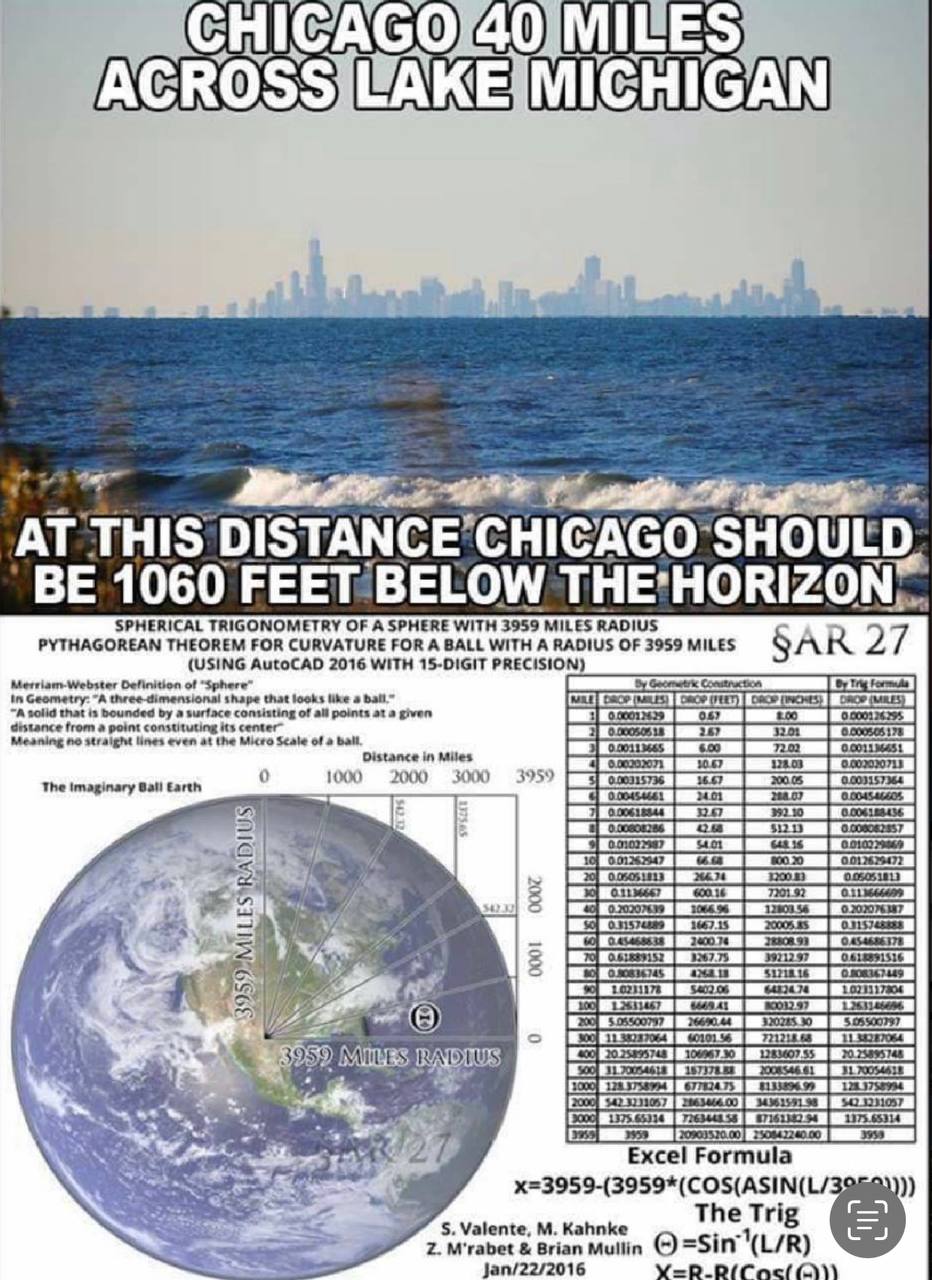 CHICAGO 40 MILES
ACROSS LAKE MICHIGAN
AT THIS DISTANCE CHICAGO SHOULD
BE 1060 FEET BELOW THE HORIZON
SPHERICAL TRIGONOMETRY OF A SPHERE WITH 3959 MILES RADIUS
PYTHAGOREAN THEOREM FOR CURVATURE FOR A BALL WITH A RADIUS OF 3959 MILES
(USING AutoCAD 2016 WITH 15-DIGIT PRECISION)
§AR 27
Merriam-Webster Definition of "Sphere"
In Geometry: "A three-dimensional shape that looks like a ball."
"A solid that is bounded by a surface consisting of all points at a given
distance from a point constituting its center"
Meaning no straight lines even at the Micro Scale of a ball.
Distance in Miles
0 1000 2000 3000 3959
The Imaginary Ball Earth
542.32
1375.65
3959 MILES RADIUS
2000
542.32
1000
Θ
0
3959 MILES RADIUS
By Geometric Construction By Trig Formula
MILE DROP (MILES) DROP (FEET) DROP (INCHES) DROP (MILES)
1 0.00012629 0.67 8.00 0.000126295
2 0.00050518 2.67 32.01 0.000505178
3 0.00113665 6.00 72.02 0.001136651
4 0.00202071 10.67 128.03 0.002020713
5 0.00315736 16.67 200.05 0.003157364
6 0.00454661 24.01 288.07 0.004546605
7 0.00618844 32.67 392.10 0.006188436
8 0.00808286 42.68 512.13 0.008082857
9 0.01022987 54.01 648.16 0.010229869
10 0.01262947 66.68 800.20 0.012629472
20 0.05051813 266.74 3200.83 0.05051813
30 0.1136667 600.16 7201.92 0.113666699
40 0.20207639 1066.96 12803.56 0.202076387
50 0.31574889 1667.15 20005.85 0.315748888
60 0.45468638 2400.74 28808.93 0.454686378
70 0.61889152 3267.75 39212.97 0.618891516
80 0.80836745 4268.18 51218.16 0.808367449
90 1.0231178 5402.06 64824.74 1.023117804
100 1.2631467 6669.41 80032.97 1.263146696
200 5.05500797 26690.44 320285.30 5.05500797
300 11.38287064 60101.56 721218.68 11.38287064
400 20.25895748 106967.30 1283607.55 20.25895748
500 31.70054618 167378.88 2008546.61 31.70054618
1000 128.3758994 677824.75 8133896.99 128.3758994
2000 542.3231057 2863466.00 34361591.98 542.3231057
3000 1375.65314 7263448.58 87161382.94 1375.65314
3959 3959 20903520.00 250842240.00 3959
Excel Formula
x=3959-(3959*(COS(ASIN(L/3959))))
The Trig
Θ=Sin⁻¹(L/R)
X=R-R(Cos(Θ))
S. Valente, M. Kahnke
Z. M'rabet & Brian Mullin
Jan/22/2016